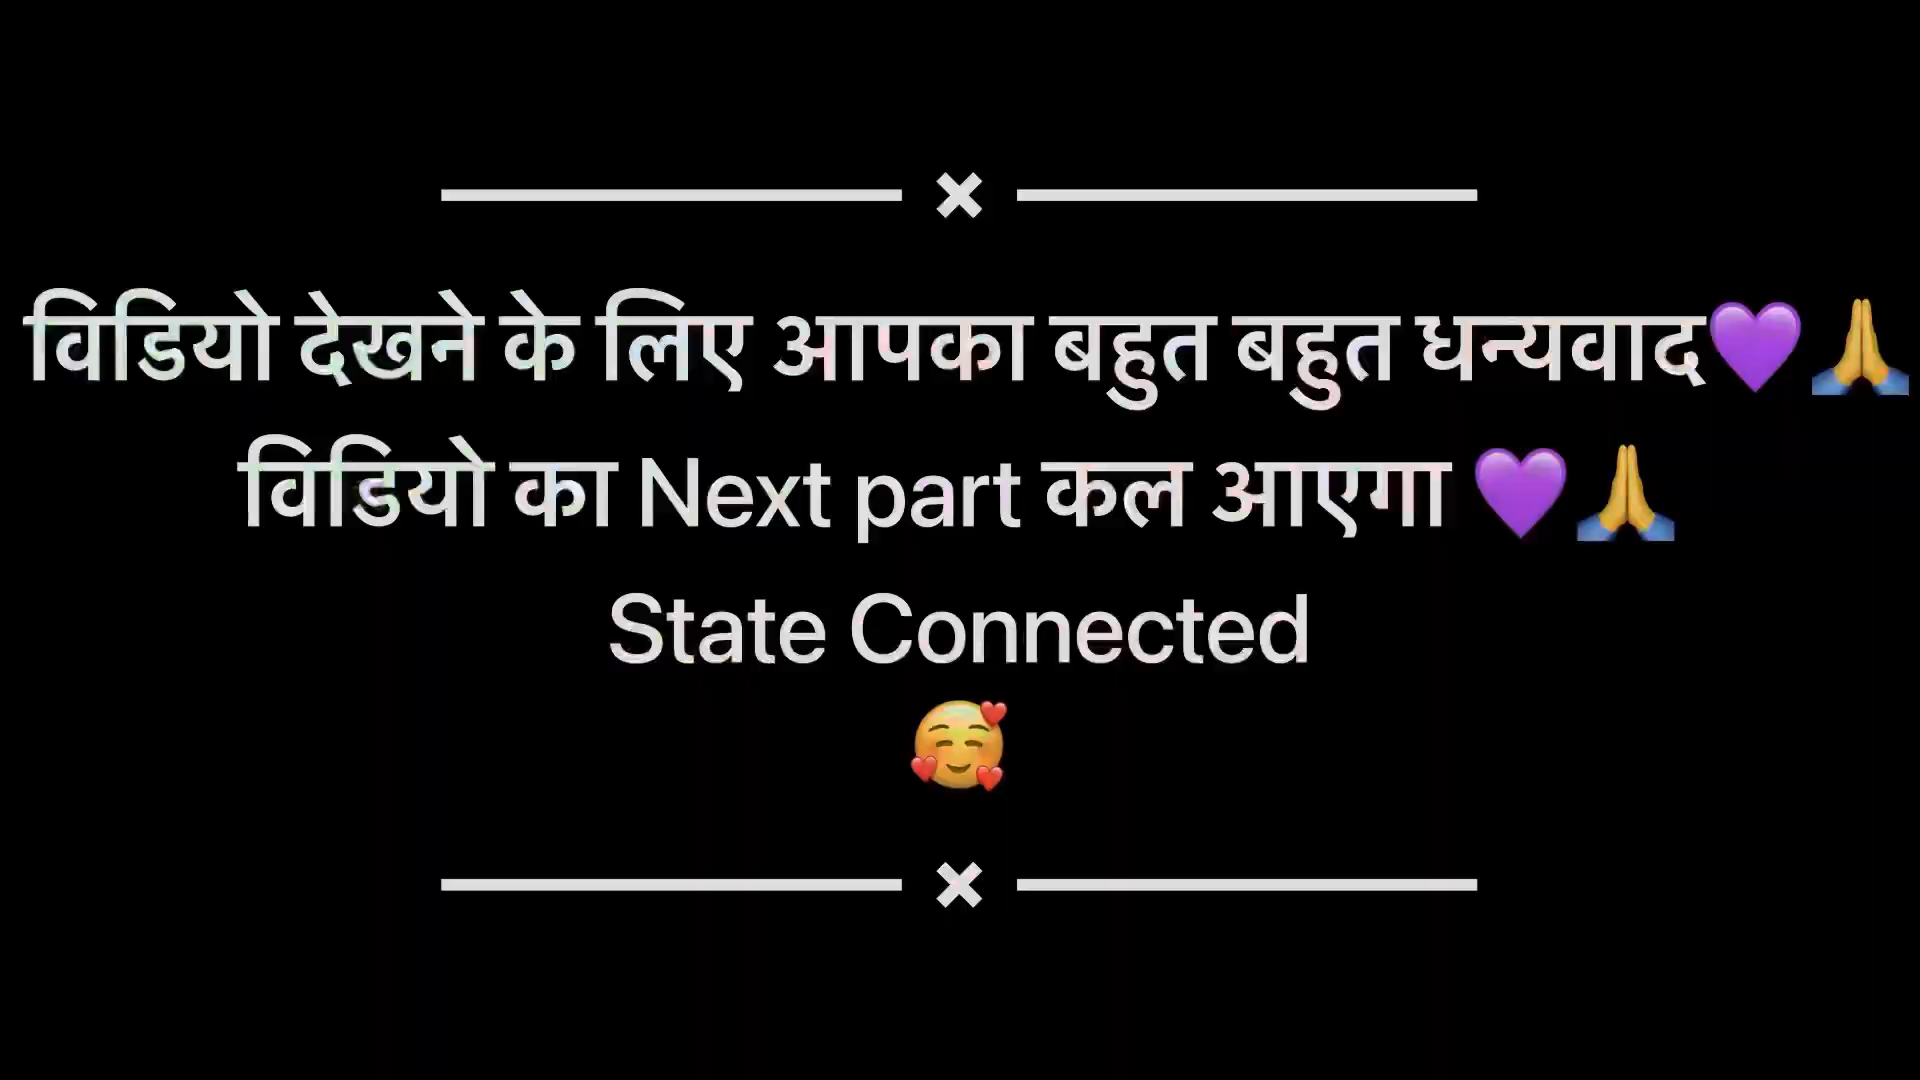 विडियो देखने के लिए आपका बहुत बहुत धन्यवाद💜🙏
विडियो का Next part कल आएगा 💜🙏
State Connected
🥰